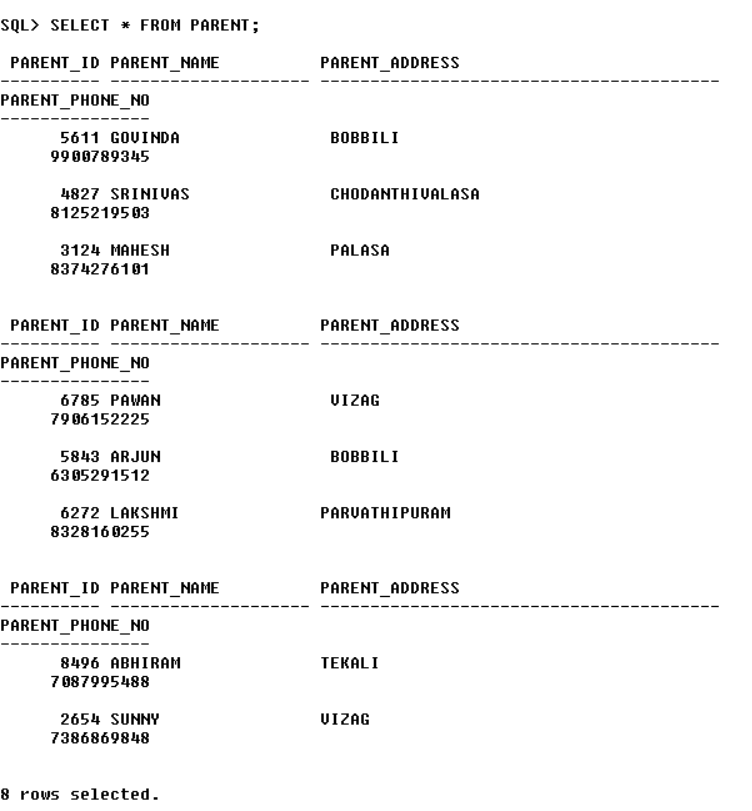 SQL> SELECT * FROM PARENT;
PARENT_ID PARENT_NAME PARENT_ADDRESS
---------- -------------------- ----------------------------------------
PARENT_PHONE_NO
---------------
5611 GOVINDA BOBBILI
9900789345
4827 SRINIVAS CHODANTHIVALASA
8125219503
3124 MAHESH PALASA
8374276101
PARENT_ID PARENT_NAME PARENT_ADDRESS
---------- -------------------- ----------------------------------------
PARENT_PHONE_NO
---------------
6785 PAWAN VIZAG
7906152225
5843 ARJUN BOBBILI
6305291512
6272 LAKSHMI PARVATHIPURAM
8328160255
PARENT_ID PARENT_NAME PARENT_ADDRESS
---------- -------------------- ----------------------------------------
PARENT_PHONE_NO
---------------
8496 ABHIRAM TEKALI
7087995488
2654 SUNNY VIZAG
7386869848
8 rows selected.